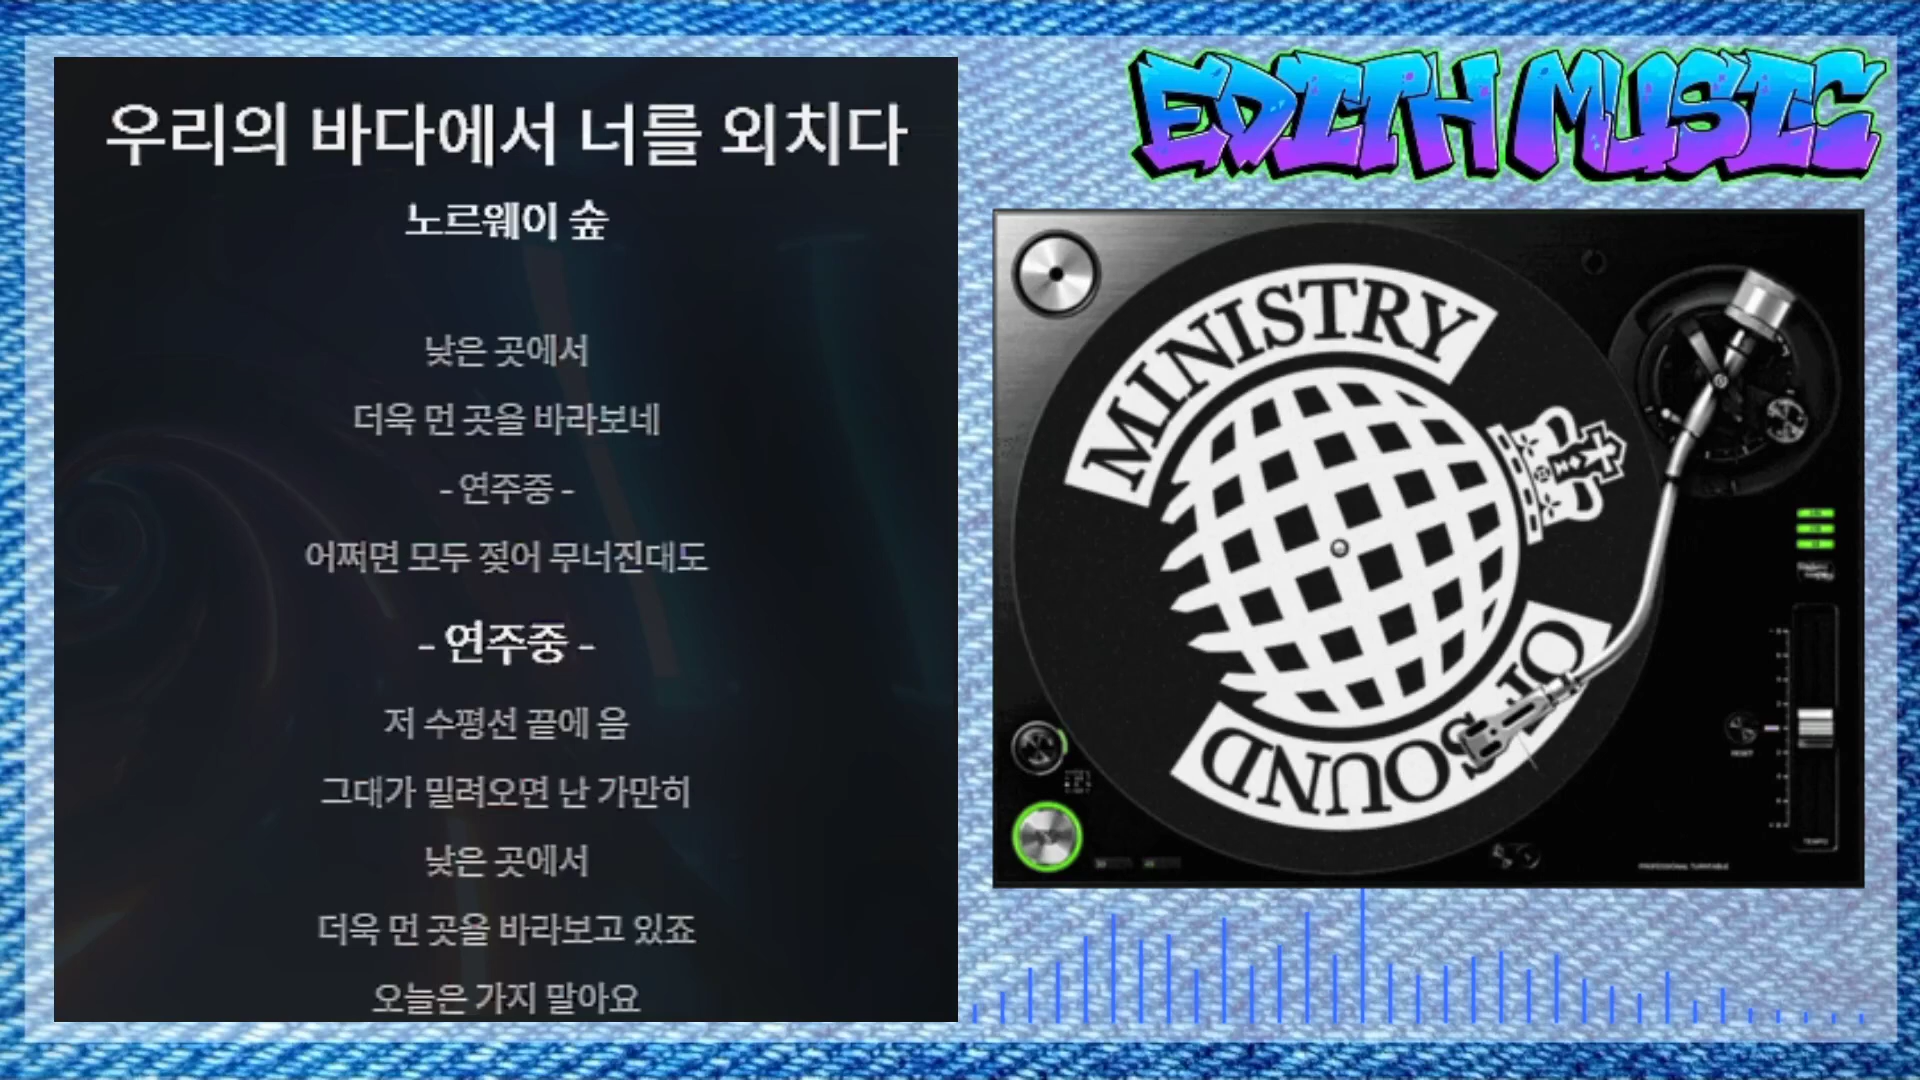 우리의 바다에서 너를 외치다
노르웨이 숲
낮은 곳에서
더욱 먼 곳을 바라보네
- 연주중 -
어쩌면 모두 젖어 무너진대도
- 연주중 -
저 수평선 끝에 음
그대가 밀려오면 난 가만히
낮은 곳에서
더욱 먼 곳을 바라보고 있죠
오늘은 가지 말아요
EDITH MUSIC
MINISTRY
OF
SOUND
RESET
TEMPO
PROFESSIONAL TURNTABLE